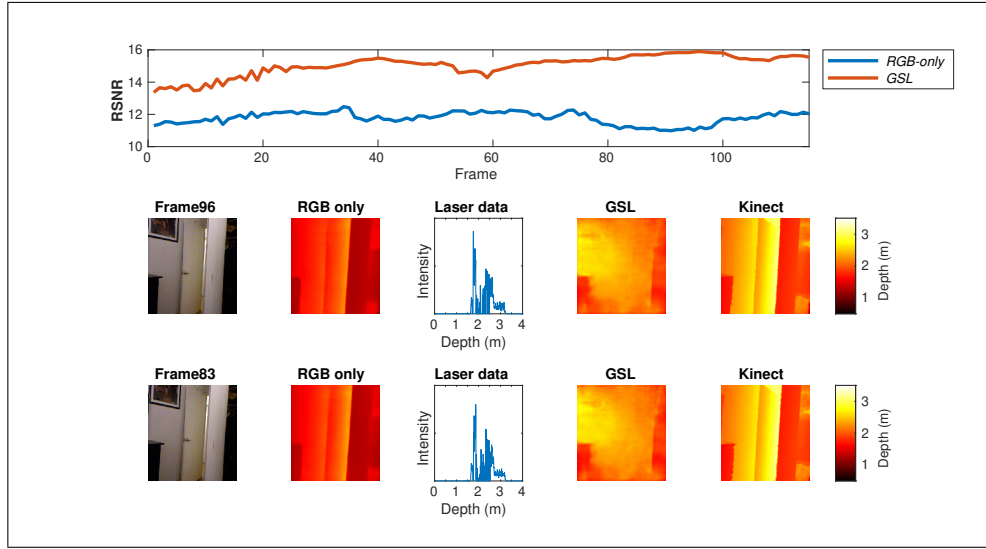 16
14
12
10
RSNR
0 20 40 60 80 100
Frame
RGB-only
GSL
Frame96 RGB only Laser data GSL Kinect
Intensity
0 1 2 3 4
Depth (m)
3
2
1
Depth (m)
Frame83 RGB only Laser data GSL Kinect
Intensity
0 1 2 3 4
Depth (m)
3
2
1
Depth (m)